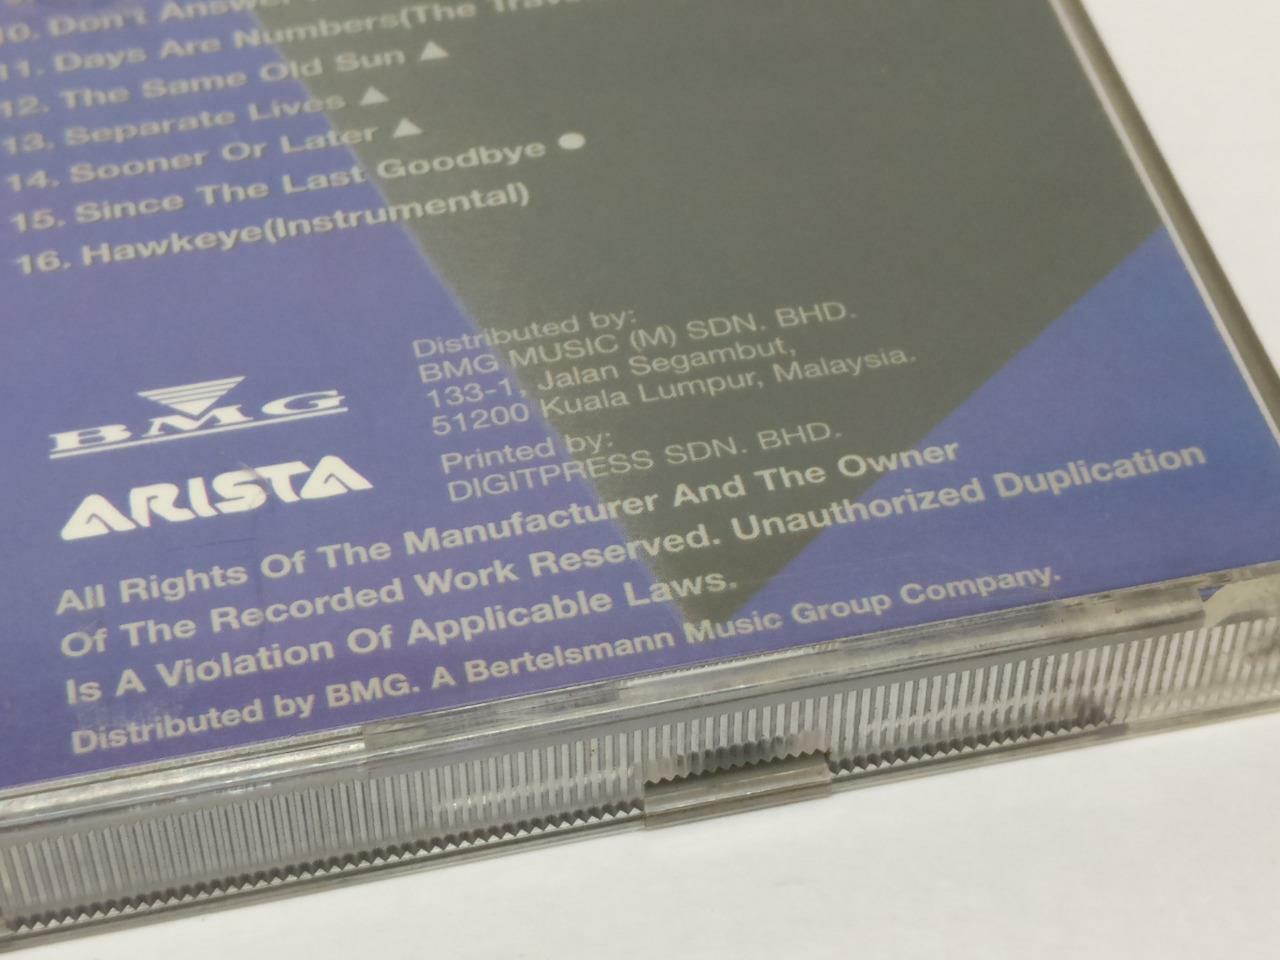 10. Don't Answer
11. Days Are Numbers(The
12. The Same Old Sun ▲
13. Separate Lives ▲
14. Sooner Or Later ▲
15. Since The Last Goodbye ●
16. Hawkeye(Instrumental)
Distributed by:
BMG MUSIC (M) SDN. BHD.
133-1, Jalan Segambut,
51200 Kuala Lumpur, Malaysia.
Printed by:
DIGITPRESS SDN. BHD.
BMG
ARISTA
All Rights Of The Manufacturer And The Owner
Of The Recorded Work Reserved. Unauthorized Duplication
Is A Violation Of Applicable Laws.
Distributed by BMG. A Bertelsmann Music Group Company.